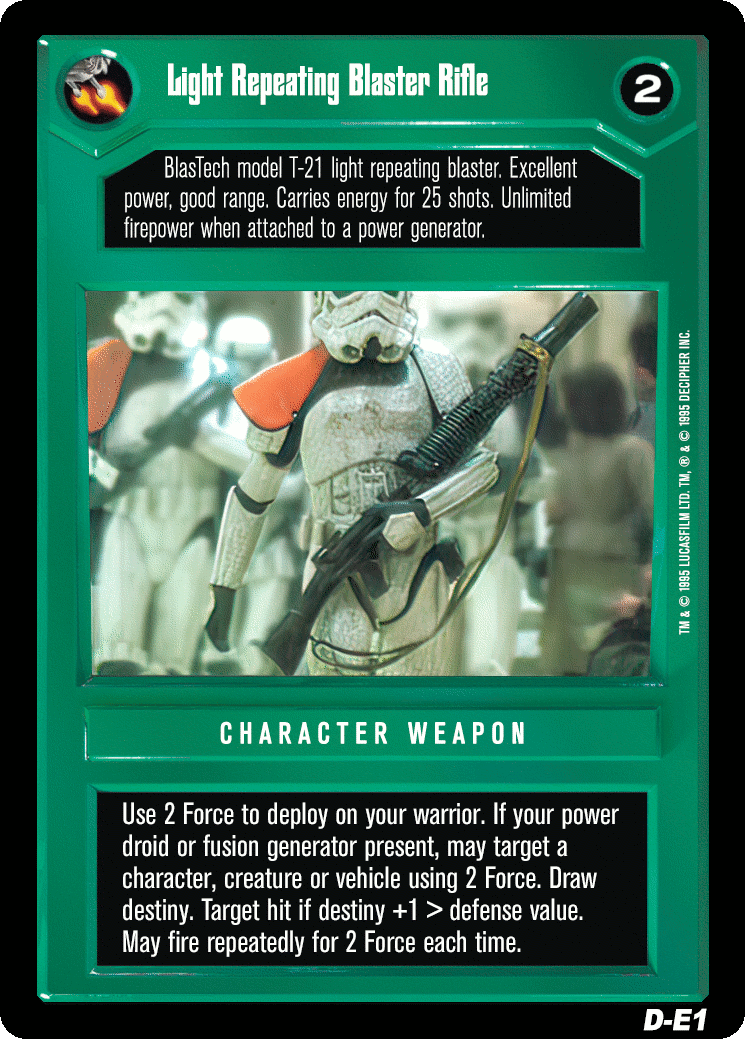 Light Repeating Blaster Rifle
2
BlasTech model T-21 light repeating blaster. Excellent
power, good range. Carries energy for 25 shots. Unlimited
firepower when attached to a power generator.
TM & © 1995 LUCASFILM LTD. TM, ® & © 1995 DECIPHER INC.
CHARACTER WEAPON
Use 2 Force to deploy on your warrior. If your power
droid or fusion generator present, may target a
character, creature or vehicle using 2 Force. Draw
destiny. Target hit if destiny +1 > defense value.
May fire repeatedly for 2 Force each time.
D-E1